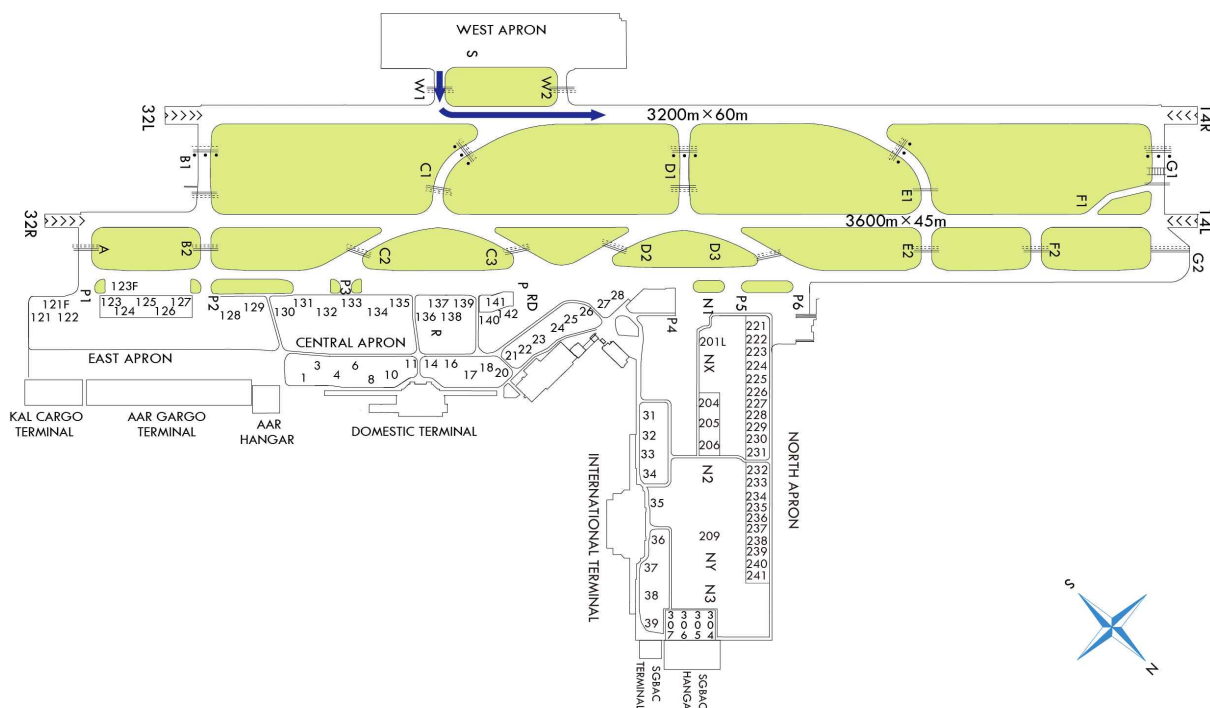 WEST APRON
S
W1
W2
32L
3200m×60m
14R
B1
C1
D1
E1
F1
G1
32R
3600m×45m
14L
A
B2
C2
C3
D2
D3
E2
F2
G2
P1
123F
P2
P3
P
RD
N1
P5
P6
121F
121
122
123
124
125
126
127
128
129
130
131
132
133
134
135
136
137
138
139
140
141
142
R
EAST APRON
CENTRAL APRON
1
3
4
6
8
10
11
14
16
17
18
20
21
22
23
24
25
26
27
28
P4
KAL CARGO
TERMINAL
AAR GARGO
TERMINAL
AAR
HANGAR
DOMESTIC TERMINAL
INTERNATIONAL TERMINAL
31
32
33
34
35
36
37
38
39
201L
NX
204
205
206
N2
209
NY
N3
221
222
223
224
225
226
227
228
229
230
231
232
233
234
235
236
237
238
239
240
241
NORTH APRON
307
306
305
304
SGBAC
TERMINAL
SGBAC
HANGA
S
N